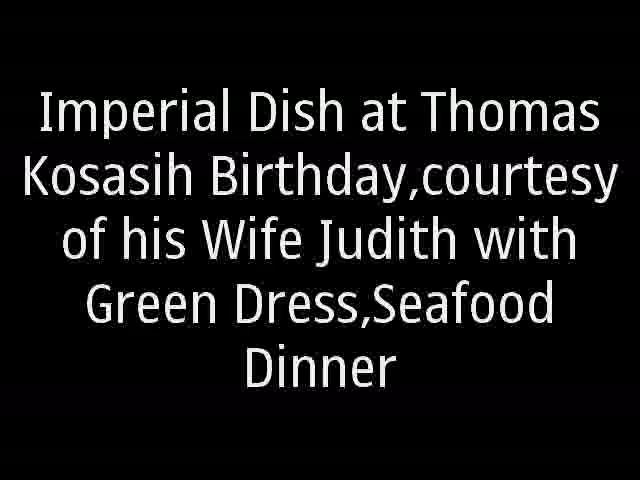 Imperial Dish at Thomas
Kosasih Birthday,courtesy
of his Wife Judith with
Green Dress,Seafood
Dinner